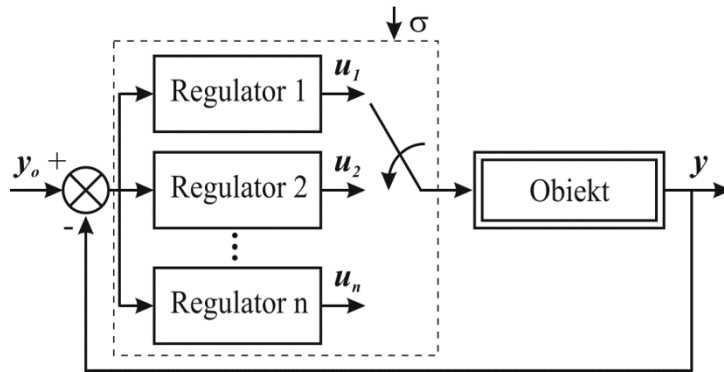 σ
Regulator 1
u₁
yₒ +
-
Regulator 2
u₂
Obiekt
y
Regulator n
uₙ